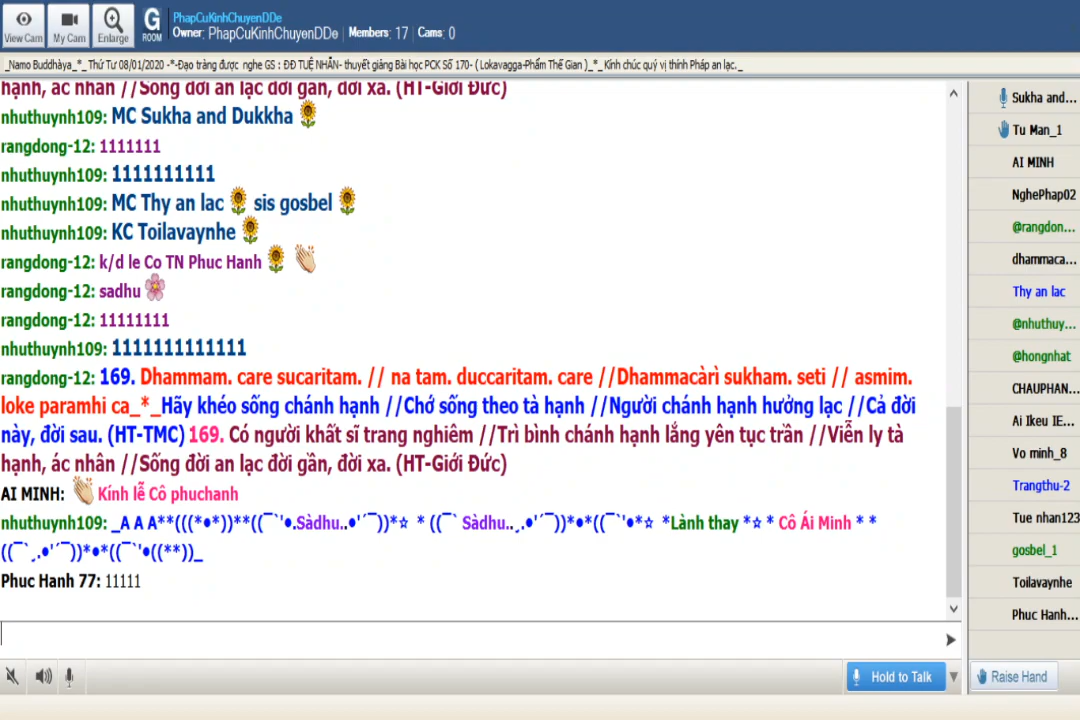 View Cam
My Cam
Enlarge
G
ROOM
PhapCuKinhChuyenDDe
Owner: PhapCuKinhChuyenDDe Members: 17 Cams: 0
_Namo Buddhàya_*_ Thứ Tư 08/01/2020 -*-Đạo tràng được nghe GS : ĐĐ TUỆ NHÂN- thuyết giảng Bài học PCK Số 170- ( Lokavagga-Phẩm Thế Gian )_*_ Kính chúc quý vị thính Pháp an lạc._
hạnh, ác nhân //Sống đời an lạc đời gần, đời xa. (HT-Giới Đức)
nhuthuynh109: MC Sukha and Dukkha
rangdong-12: 1111111
nhuthuynh109: 1111111111
nhuthuynh109: MC Thy an lac sis gosbel
nhuthuynh109: KC Toilavaynhe
rangdong-12: k/d le Co TN Phuc Hanh
rangdong-12: sadhu
rangdong-12: 11111111
nhuthuynh109: 1111111111111
rangdong-12: 169. Dhammam. care sucaritam. // na tam. duccaritam. care //Dhammacàrì sukham. seti // asmim.
loke paramhi ca_*_Hãy khéo sống chánh hạnh //Chớ sống theo tà hạnh //Người chánh hạnh hưởng lạc //Cả đời
này, đời sau. (HT-TMC) 169. Có người khất sĩ trang nghiêm //Trì bình chánh hạnh lắng yên tục trần //Viễn ly tà
hạnh, ác nhân //Sống đời an lạc đời gần, đời xa. (HT-Giới Đức)
AI MINH: Kính lễ Cô phuchanh
nhuthuynh109: _A A A**(((*•*))**((¯`'•.Sàdhu..•'´¯))*☆ * ((¯` Sàdhu..¸.•'´¯))*•*((¯`'•*☆ *Lành thay *☆ * Cô Ái Minh * *
((¯`¸.•'´¯))*•*((¯`'•((**))_
Phuc Hanh 77: 11111
Sukha and...
Tu Man_1
AI MINH
NghePhap02
@rangdon...
dhammaca...
Thy an lac
@nhuthuy...
@hongnhat
CHAUPHAN...
Ai Ikeu IE...
Vo minh_8
Trangthu-2
Tue nhan123
gosbel_1
Toilavaynhe
Phuc Hanh...
Hold to Talk
Raise Hand